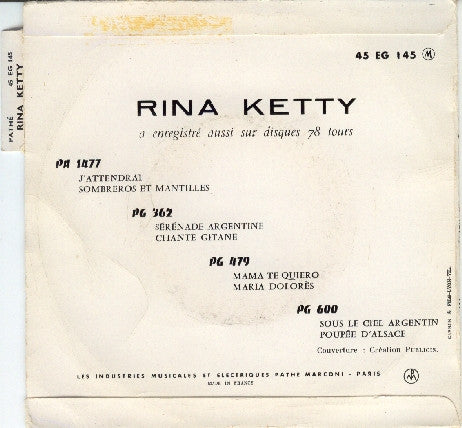 45 EG 145 M
PATHÉ 45 EG 145
RINA KETTY
RINA KETTY
a enregistré aussi sur disques 78 tours
PA 1477
J'ATTENDRAI
SOMBREROS ET MANTILLES
PG 362
SÉRÉNADE ARGENTINE
CHANTE GITANE
PG 479
MAMA TE QUIERO
MARIA DOLORÈS
PG 600
SOUS LE CIEL ARGENTIN
POUPÉE D'ALSACE
Couverture : Création PUBLICIS.
LES INDUSTRIES MUSICALES ET ELECTRIQUES PATHE MARCONI - PARIS
MADE IN FRANCE